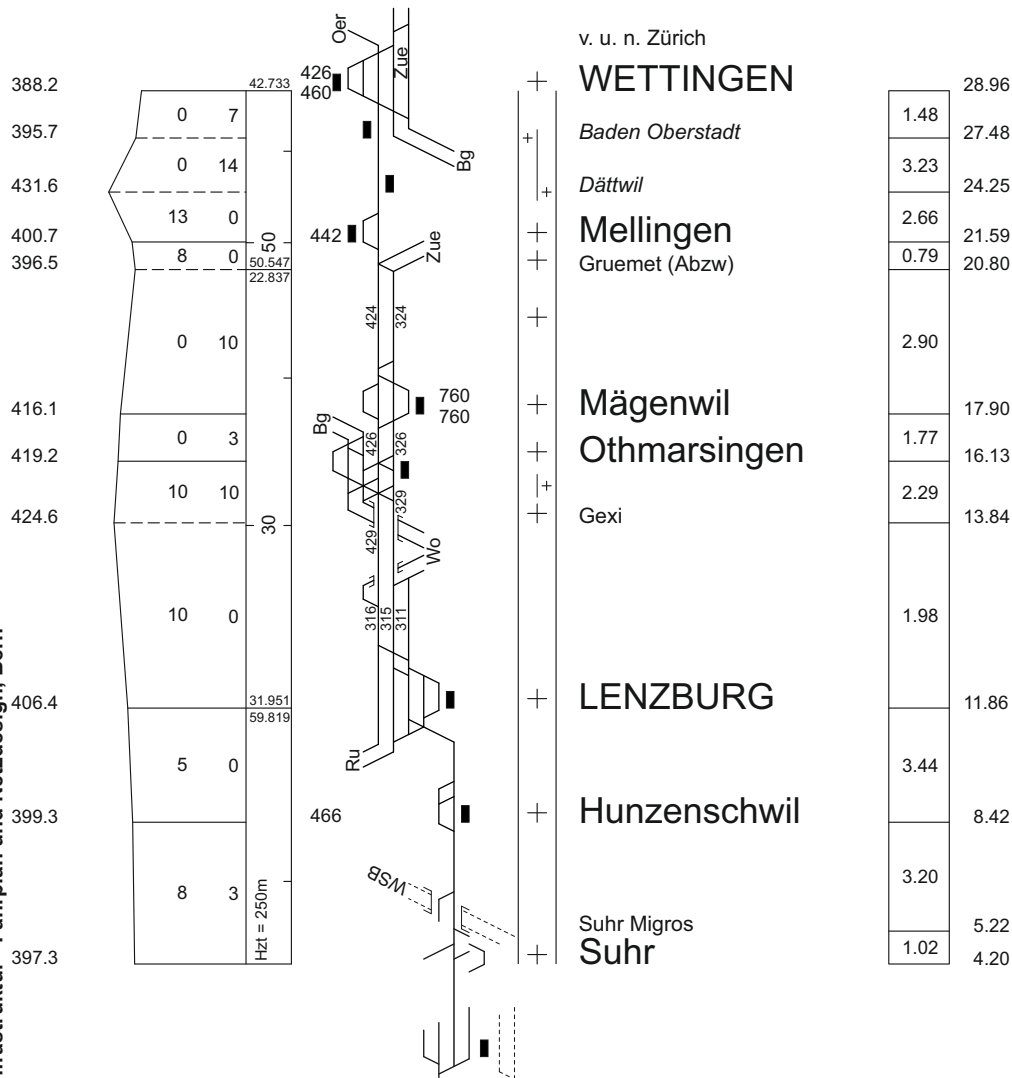 v. u. n. Zürich
388.2 42.733 426 460 Oer Zue WETTINGEN 28.96
0 7 1.48
395.7 Baden Oberstadt 27.48
0 14 Bg 3.23
431.6 Dättwil 24.25
13 0 2.66
400.7 442 Mellingen 21.59
8 0 50 Zue 0.79
396.5 50.547 Gruemet (Abzw) 20.80
22.837
0 10 424 324 2.90
760
416.1 760 Mägenwil 17.90
0 3 Bg 426 326 1.77
419.2 Othmarsingen 16.13
10 10 329 2.29
424.6 30 429 Gexi 13.84
Wo
10 0 316 315 311 1.98
406.4 31.951 LENZBURG 11.86
59.819
5 0 Ru 3.44
399.3 466 Hunzenschwil 8.42
8 3 Hzt = 250m WSB 3.20
Suhr Migros 5.22
1.02
397.3 Suhr 4.20